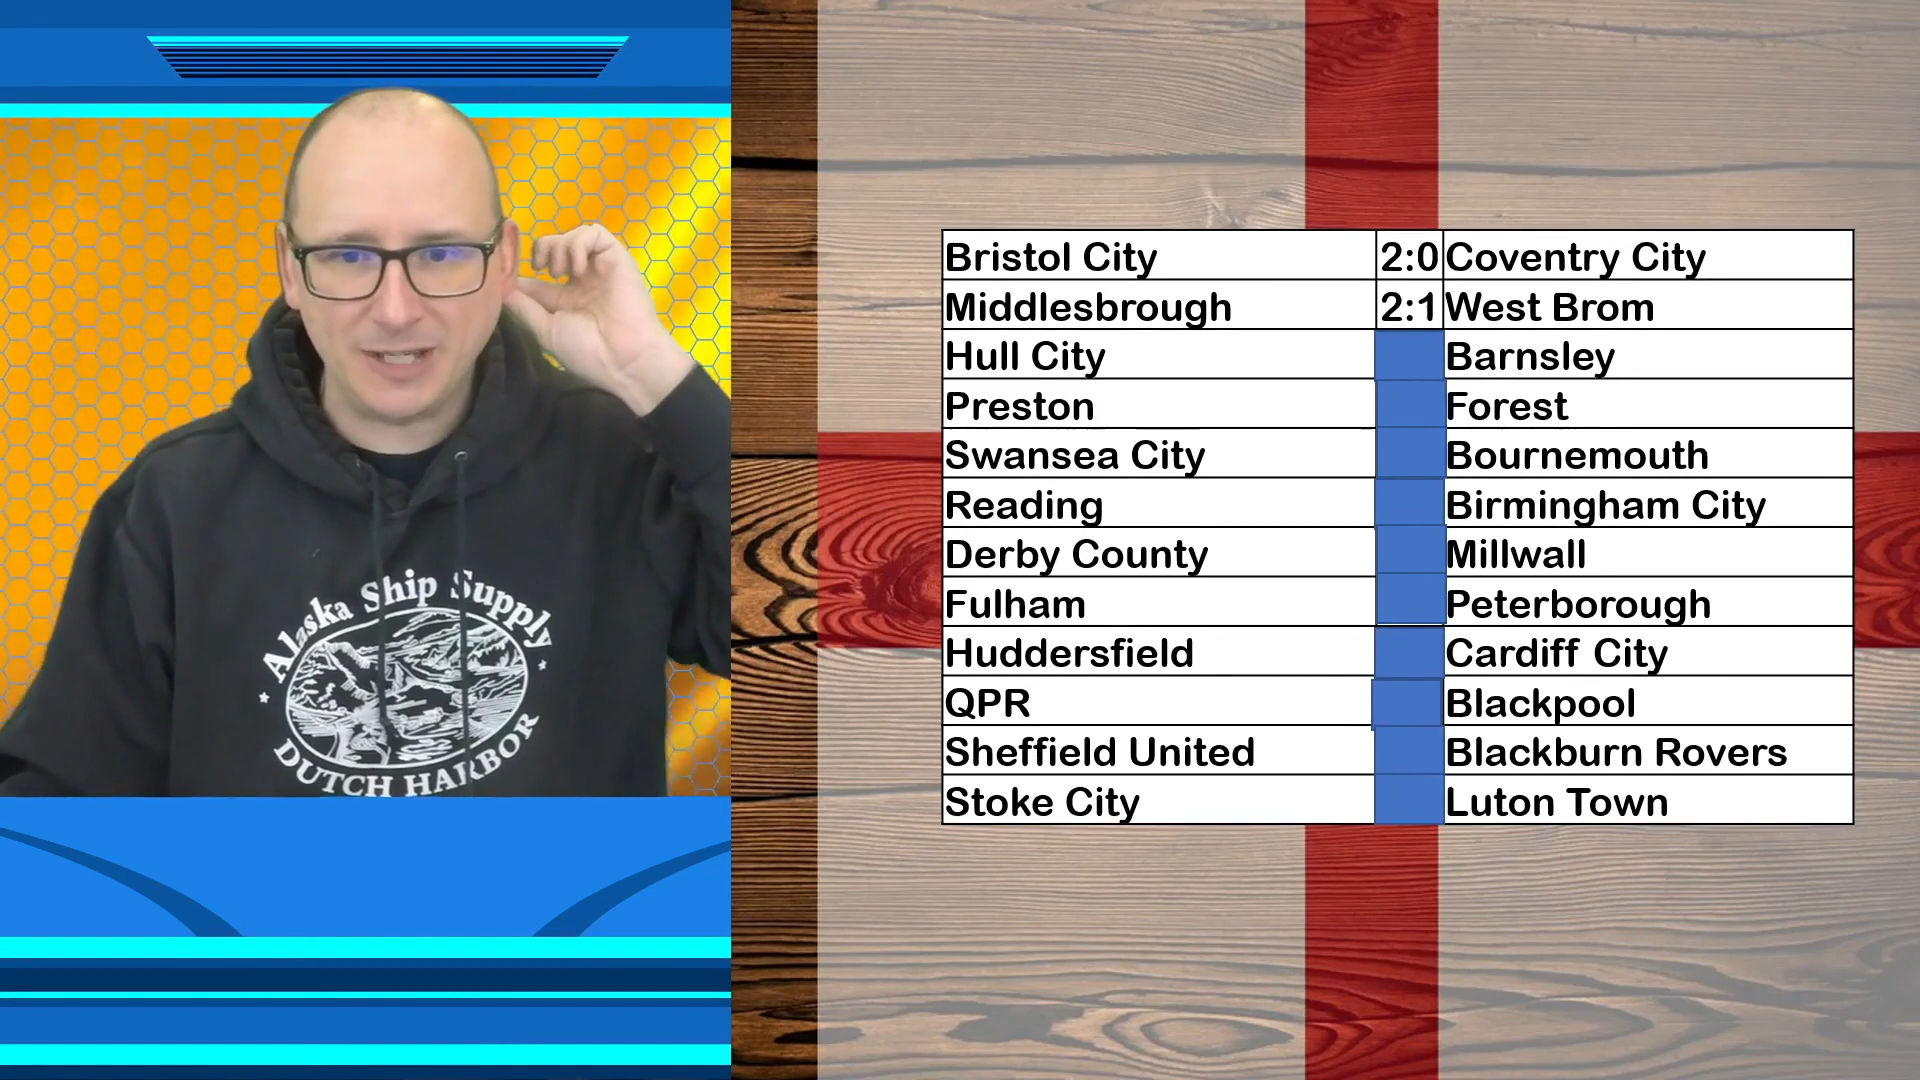 Alaska Ship Supply
DUTCH HARBOR
Bristol City 2:0 Coventry City
Middlesbrough 2:1 West Brom
Hull City Barnsley
Preston Forest
Swansea City Bournemouth
Reading Birmingham City
Derby County Millwall
Fulham Peterborough
Huddersfield Cardiff City
QPR Blackpool
Sheffield United Blackburn Rovers
Stoke City Luton Town